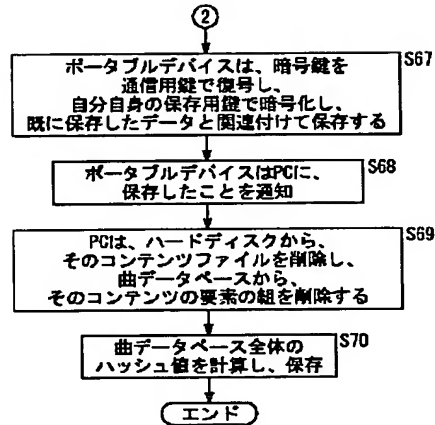 2
S67
ポータブルデバイスは、暗号鍵を
通信用鍵で復号し、
自分自身の保存用鍵で暗号化し、
既に保存したデータと関連付けて保存する
S68
ポータブルデバイスはPCに、
保存したことを通知
S69
PCは、ハードディスクから、
そのコンテンツファイルを削除し、
曲データベースから、
そのコンテンツの要素の組を削除する
S70
曲データベース全体の
ハッシュ値を計算し、保存
エンド